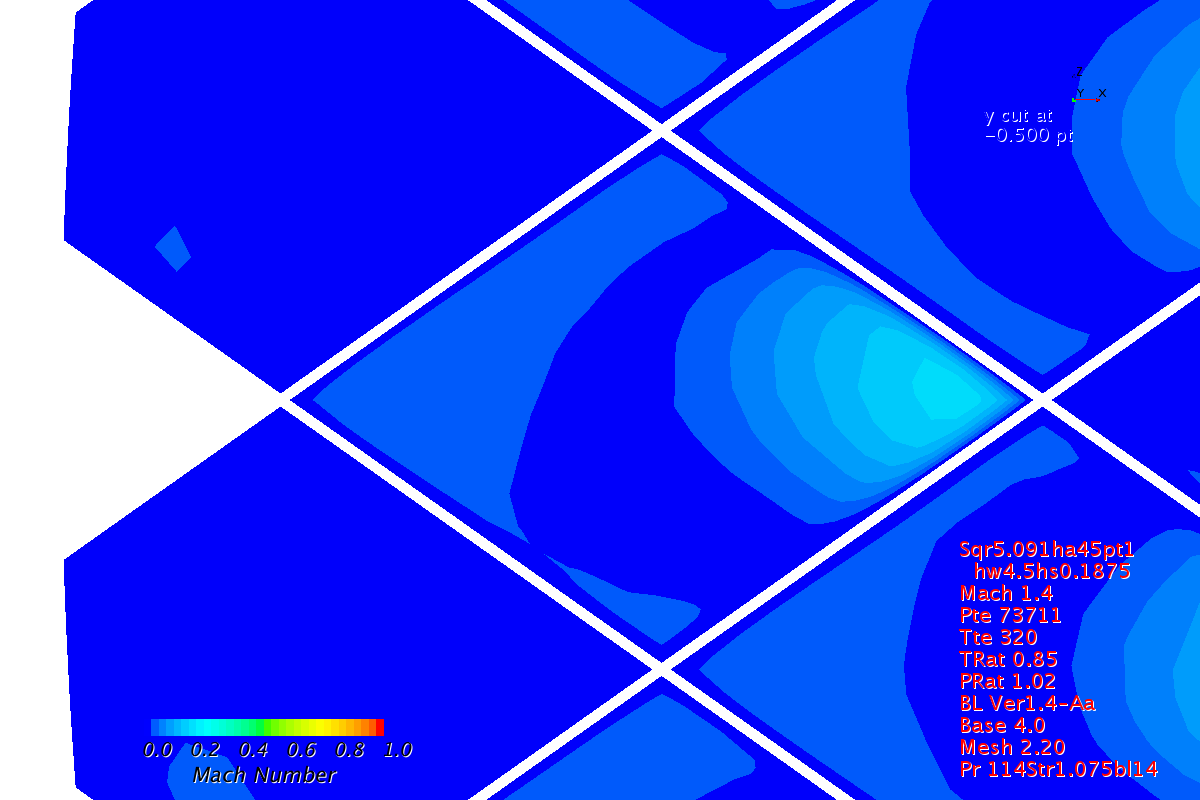 Z
Y X
y cut at
−0.500 pt
Sqr5.091ha45pt1
hw4.5hs0.1875
Mach 1.4
Pte 73711
Tte 320
TRat 0.85
PRat 1.02
BL Ver1.4−Aa
Base 4.0
Mesh 2.20
Pr 114Str1.075bl14
0.0 0.2 0.4 0.6 0.8 1.0
Mach Number